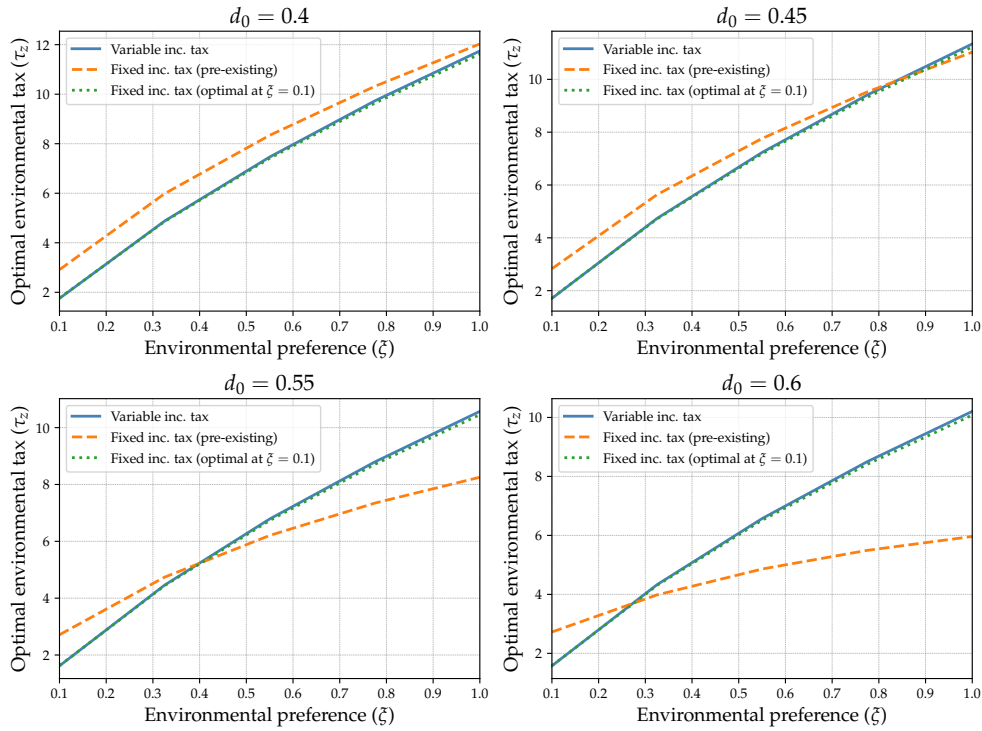 d₀ = 0.4
Optimal environmental tax (τ_z)
12
10
8
6
4
2
Variable inc. tax
Fixed inc. tax (pre-existing)
Fixed inc. tax (optimal at ξ = 0.1)
0.1 0.2 0.3 0.4 0.5 0.6 0.7 0.8 0.9 1.0
Environmental preference (ξ)
d₀ = 0.45
Optimal environment tax (τ_z)
10
8
6
4
2
Variable inc. tax
Fixed inc. tax (pre-existing)
Fixed inc. tax (optimal at ξ = 0.1)
0.1 0.2 0.3 0.4 0.5 0.6 0.7 0.8 0.9 1.0
Environmental preference (ξ)
d₀ = 0.55
Optimal environmental tax (τ_z)
10
8
6
4
2
Variable inc. tax
Fixed inc. tax (pre-existing)
Fixed inc. tax (optimal at ξ = 0.1)
0.1 0.2 0.3 0.4 0.5 0.6 0.7 0.8 0.9 1.0
Environmental preference (ξ)
d₀ = 0.6
Optimal environmental tax (τ_z)
10
8
6
4
2
Variable inc. tax
Fixed inc. tax (pre-existing)
Fixed inc. tax (optimal at ξ = 0.1)
0.1 0.2 0.3 0.4 0.5 0.6 0.7 0.8 0.9 1.0
Environmental preference (ξ)